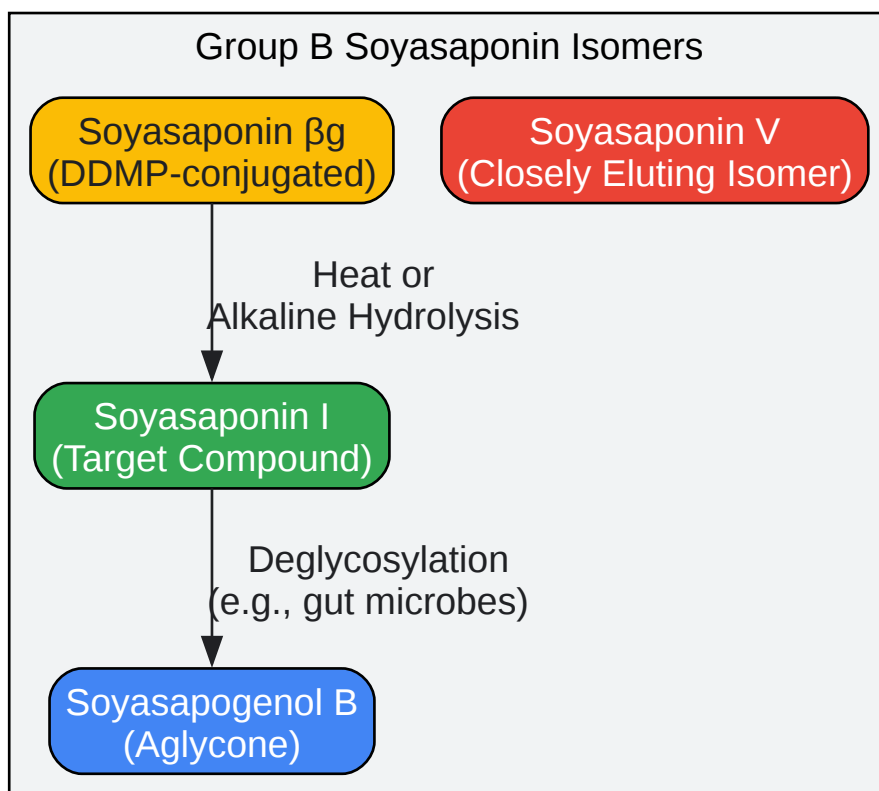 Group B Soyasaponin Isomers
Soyasaponin βg
(DDMP-conjugated)
Soyasaponin V
(Closely Eluting Isomer)
Heat or
Alkaline Hydrolysis
Soyasaponin I
(Target Compound)
Deglycosylation
(e.g., gut microbes)
Soyasapogenol B
(Aglycone)